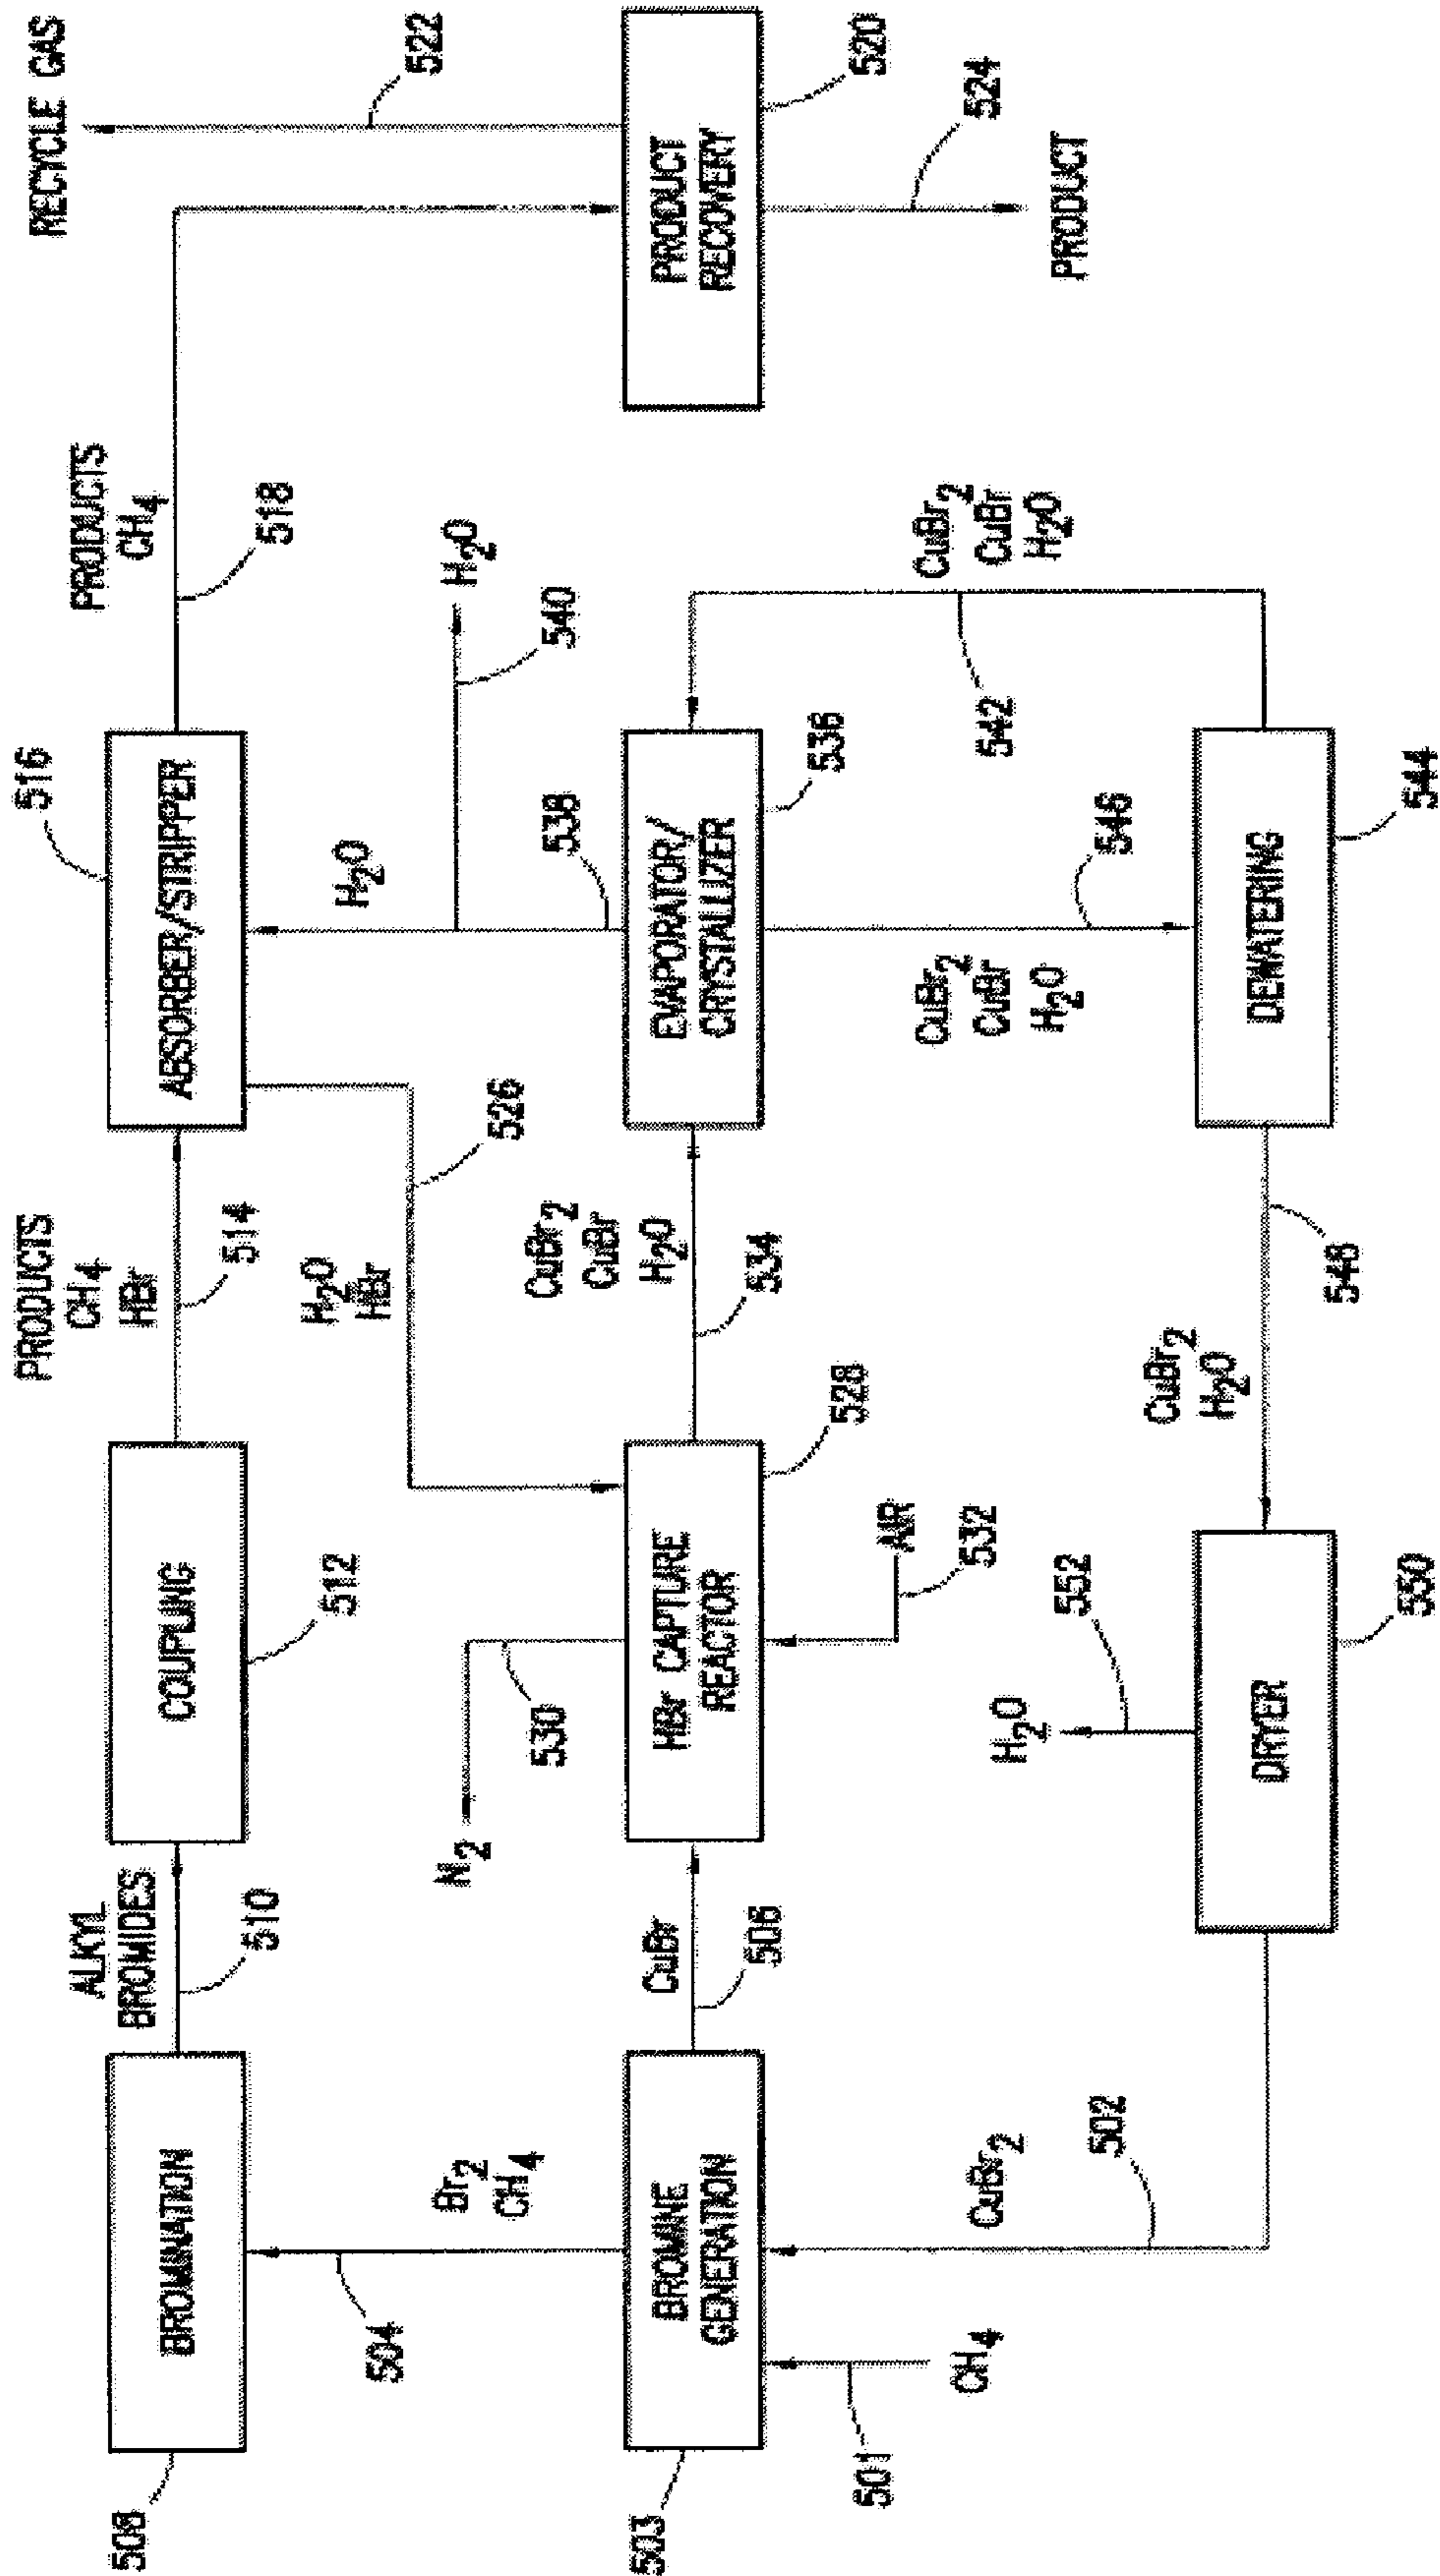 508
BROMINATION
ALKYL
BROMIDES
510
COUPLING
512
PRODUCTS
CH4
HBr
514
516
ABSORBER/STRIPPER
PRODUCTS
CH4
518
RECYCLE GAS
522
504
Br2
CH4
N2
530
H2O
HBr
526
H2O
538
540
H2O
503
BROMINE
GENERATION
CuBr
506
HBr CAPTURE
REACTOR
528
CuBr2
CuBr
H2O
534
EVAPORATOR/
CRYSTALLIZER
536
PRODUCT
RECOVERY
520
501
CH4
CuBr2
502
AIR
532
CuBr2
CuBr
H2O
546
542
CuBr2
CuBr
H2O
524
PRODUCT
H2O
552
DRYER
550
CuBr2
H2O
548
DEWATERING
544